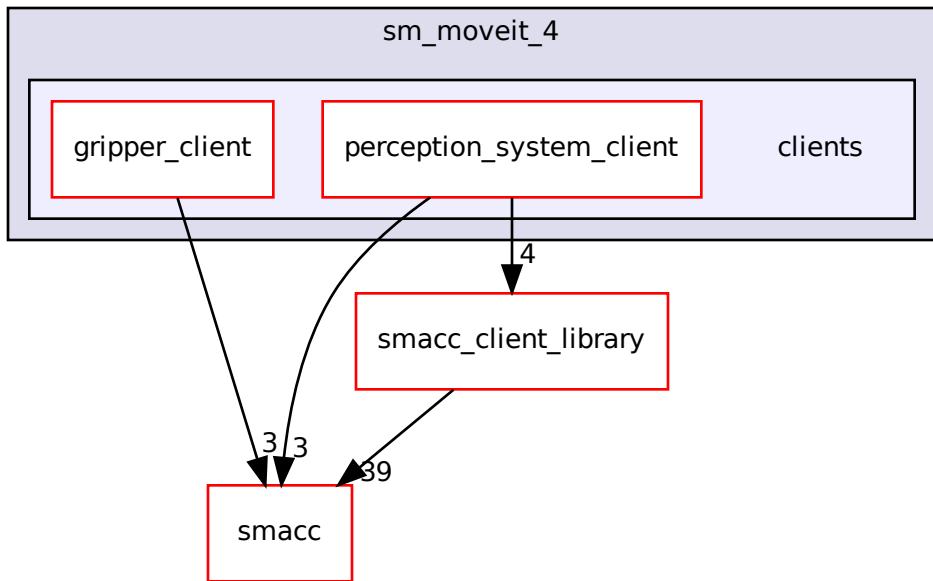 sm_moveit_4
gripper_client
perception_system_client
clients
4
smacc_client_library
3
3
39
smacc